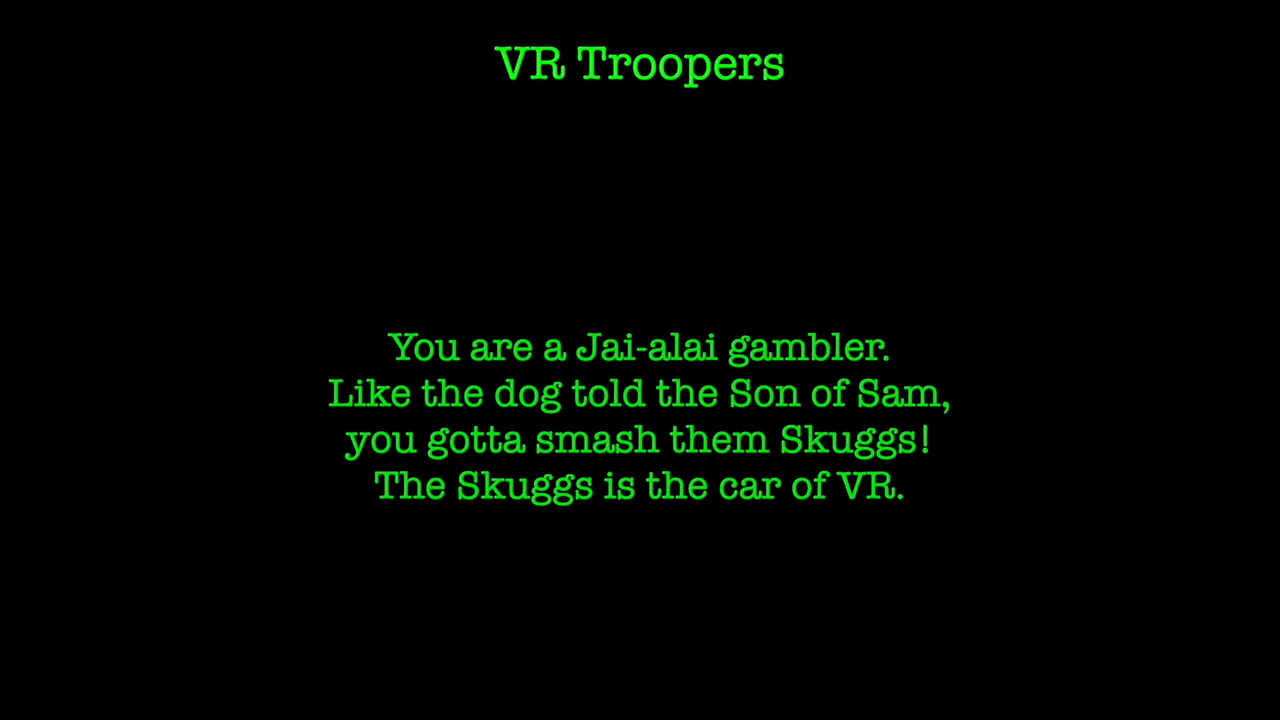 VR Troopers
You are a Jai-alai gambler.
Like the dog told the Son of Sam,
you gotta smash them Skuggs!
The Skuggs is the car of VR.